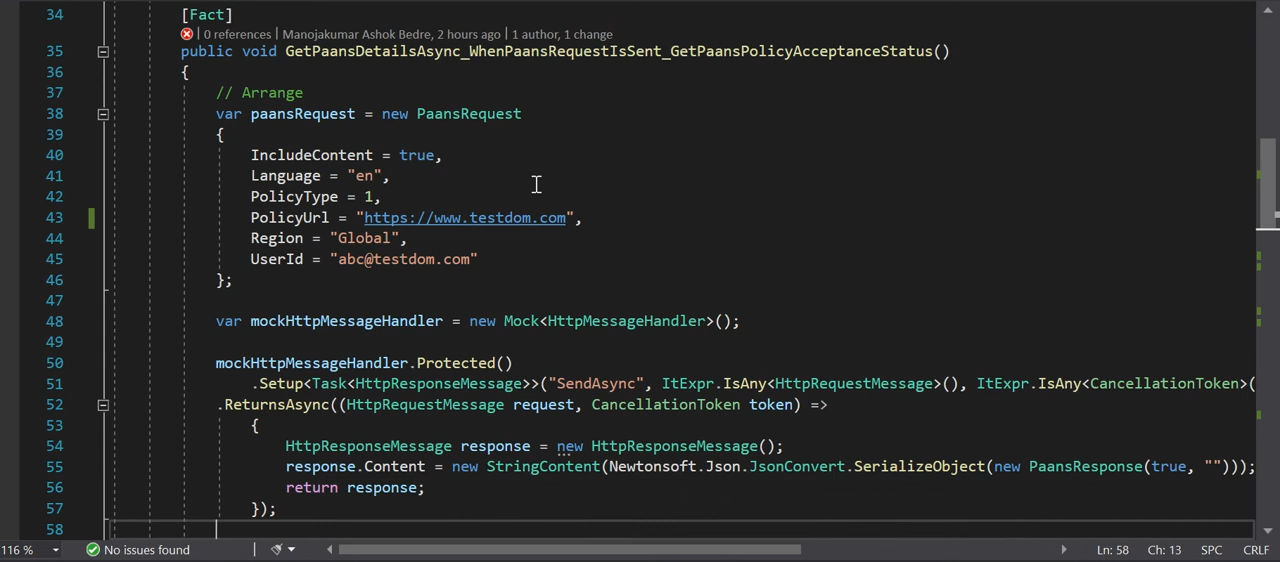 34 [Fact]
0 references | Manojakumar Ashok Bedre, 2 hours ago | 1 author, 1 change
35 public void GetPaansDetailsAsync_WhenPaansRequestIsSent_GetPaansPolicyAcceptanceStatus()
36 {
37 // Arrange
38 var paansRequest = new PaansRequest
39 {
40 IncludeContent = true,
41 Language = "en",
42 PolicyType = 1,
43 PolicyUrl = "https://www.testdom.com",
44 Region = "Global",
45 UserId = "abc@testdom.com"
46 };
47
48 var mockHttpMessageHandler = new Mock<HttpMessageHandler>();
49
50 mockHttpMessageHandler.Protected()
51 .Setup<Task<HttpResponseMessage>>("SendAsync", ItExpr.IsAny<HttpRequestMessage>(), ItExpr.IsAny<CancellationToken>(
52 .ReturnsAsync((HttpRequestMessage request, CancellationToken token) =>
53 {
54 HttpResponseMessage response = new HttpResponseMessage();
55 response.Content = new StringContent(Newtonsoft.Json.JsonConvert.SerializeObject(new PaansResponse(true, "")));
56 return response;
57 });
58
116 % No issues found Ln: 58 Ch: 13 SPC CRLF